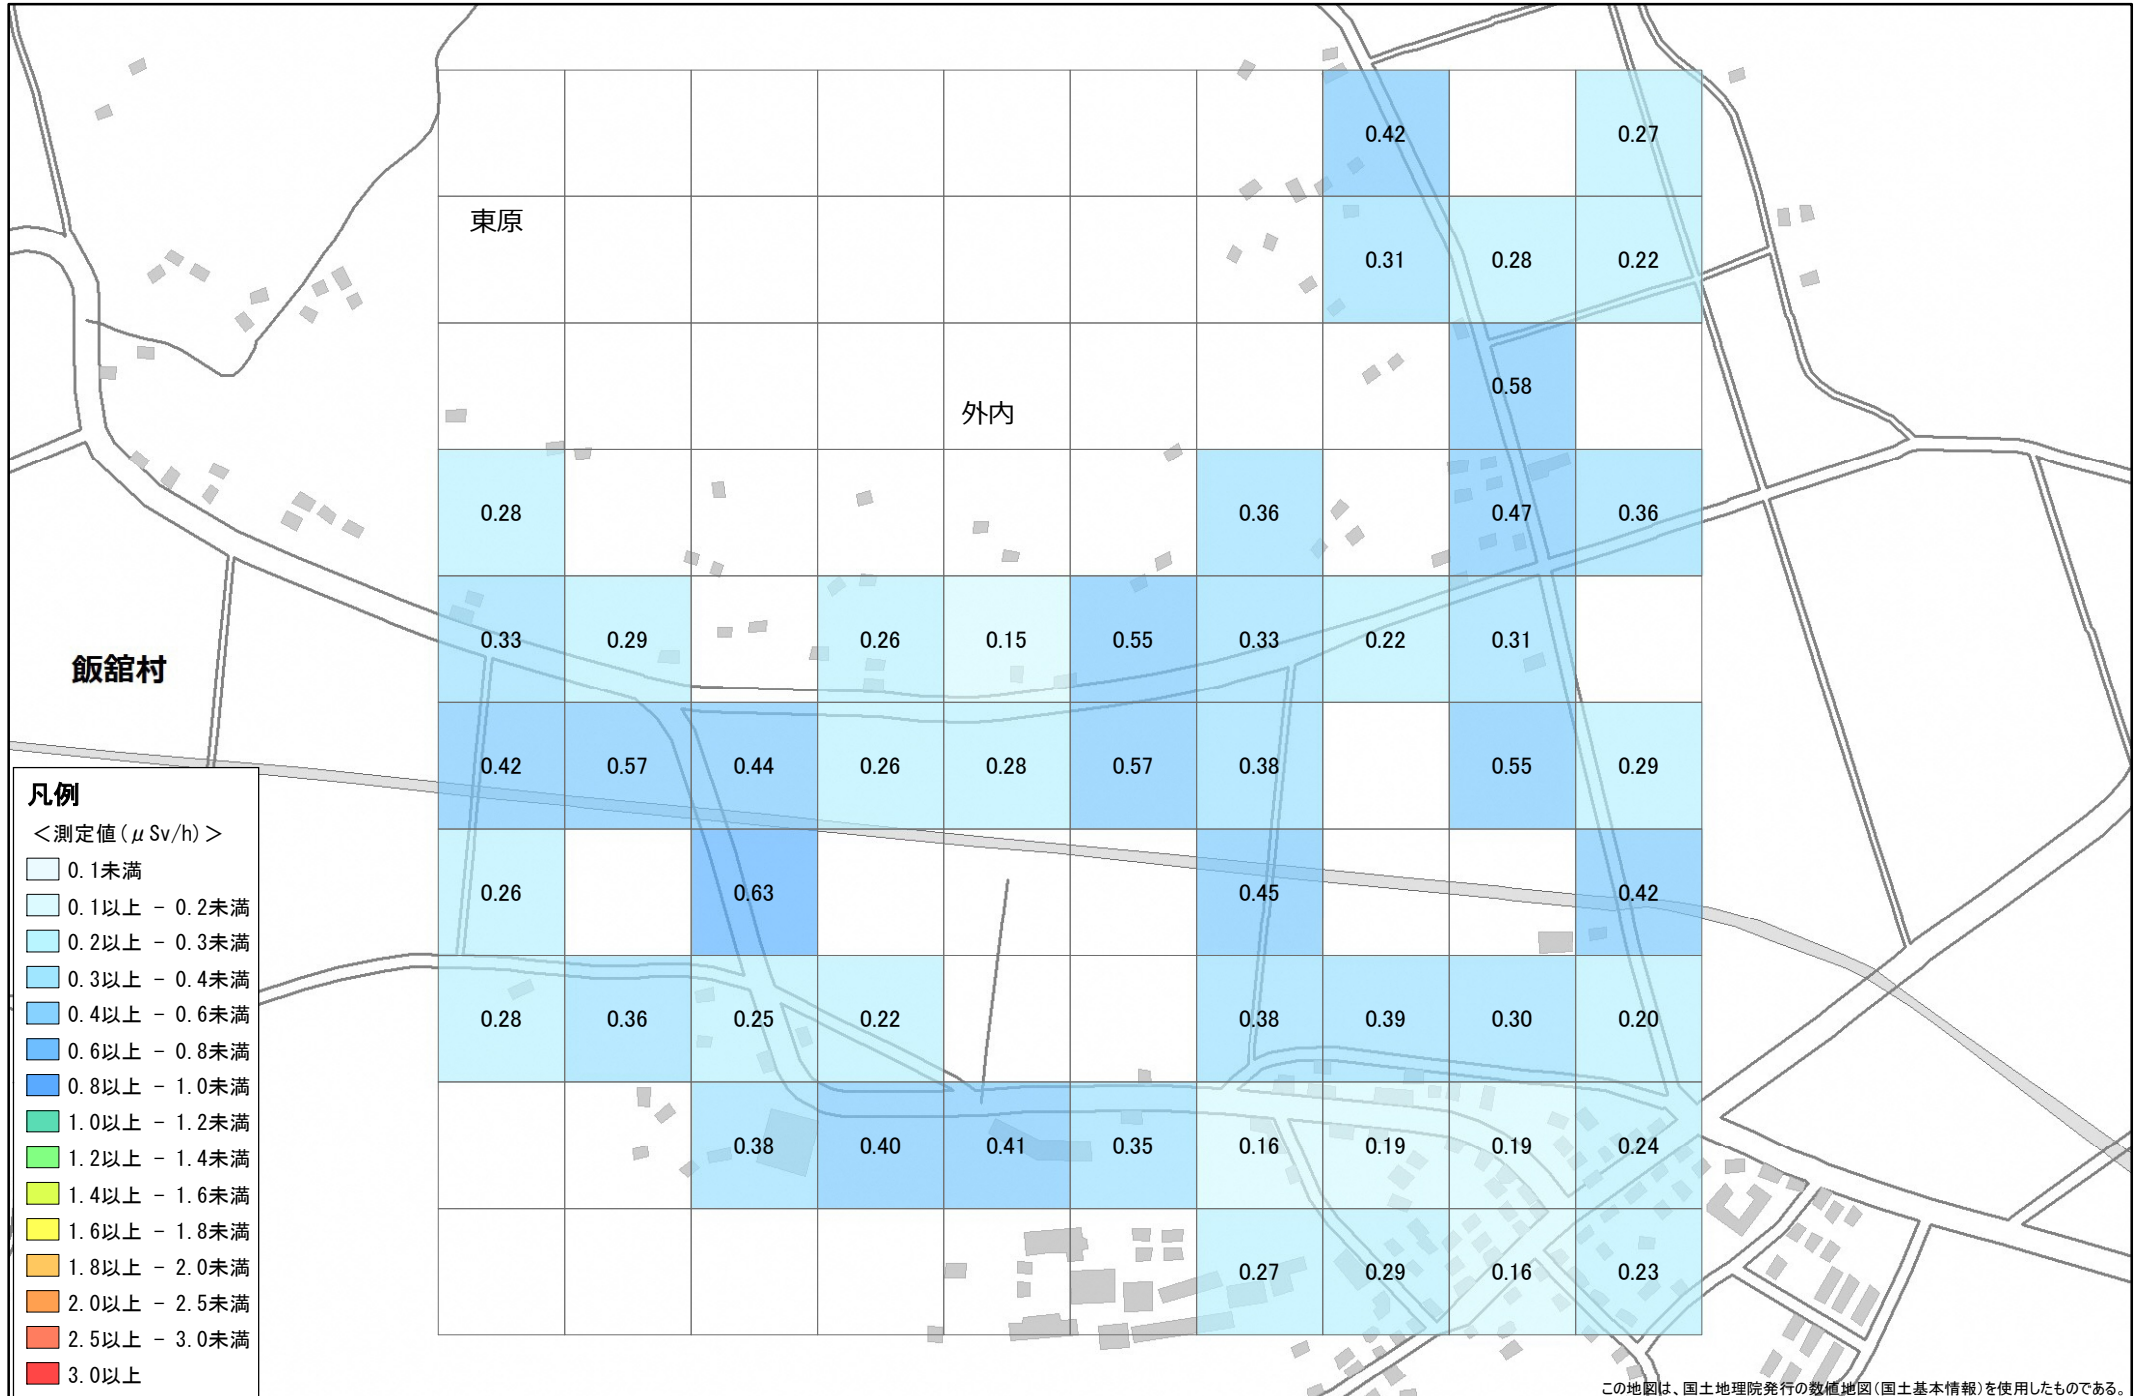 0.42 0.27
東原
0.31 0.28 0.22
0.58
外内
0.28 0.36 0.47 0.36
0.33 0.29 0.26 0.15 0.55 0.33 0.22 0.31
飯舘村
0.42 0.57 0.44 0.26 0.28 0.57 0.38 0.55 0.29
0.26 0.63 0.45 0.42
0.28 0.36 0.25 0.22 0.38 0.39 0.30 0.20
0.38 0.40 0.41 0.35 0.16 0.19 0.19 0.24
0.27 0.29 0.16 0.23
凡例
＜測定値(μSv/h)＞
0.1未満
0.1以上 － 0.2未満
0.2以上 － 0.3未満
0.3以上 － 0.4未満
0.4以上 － 0.6未満
0.6以上 － 0.8未満
0.8以上 － 1.0未満
1.0以上 － 1.2未満
1.2以上 － 1.4未満
1.4以上 － 1.6未満
1.6以上 － 1.8未満
1.8以上 － 2.0未満
2.0以上 － 2.5未満
2.5以上 － 3.0未満
3.0以上
この地図は、国土地理院発行の数値地図(国土基本情報)を使用したものである。